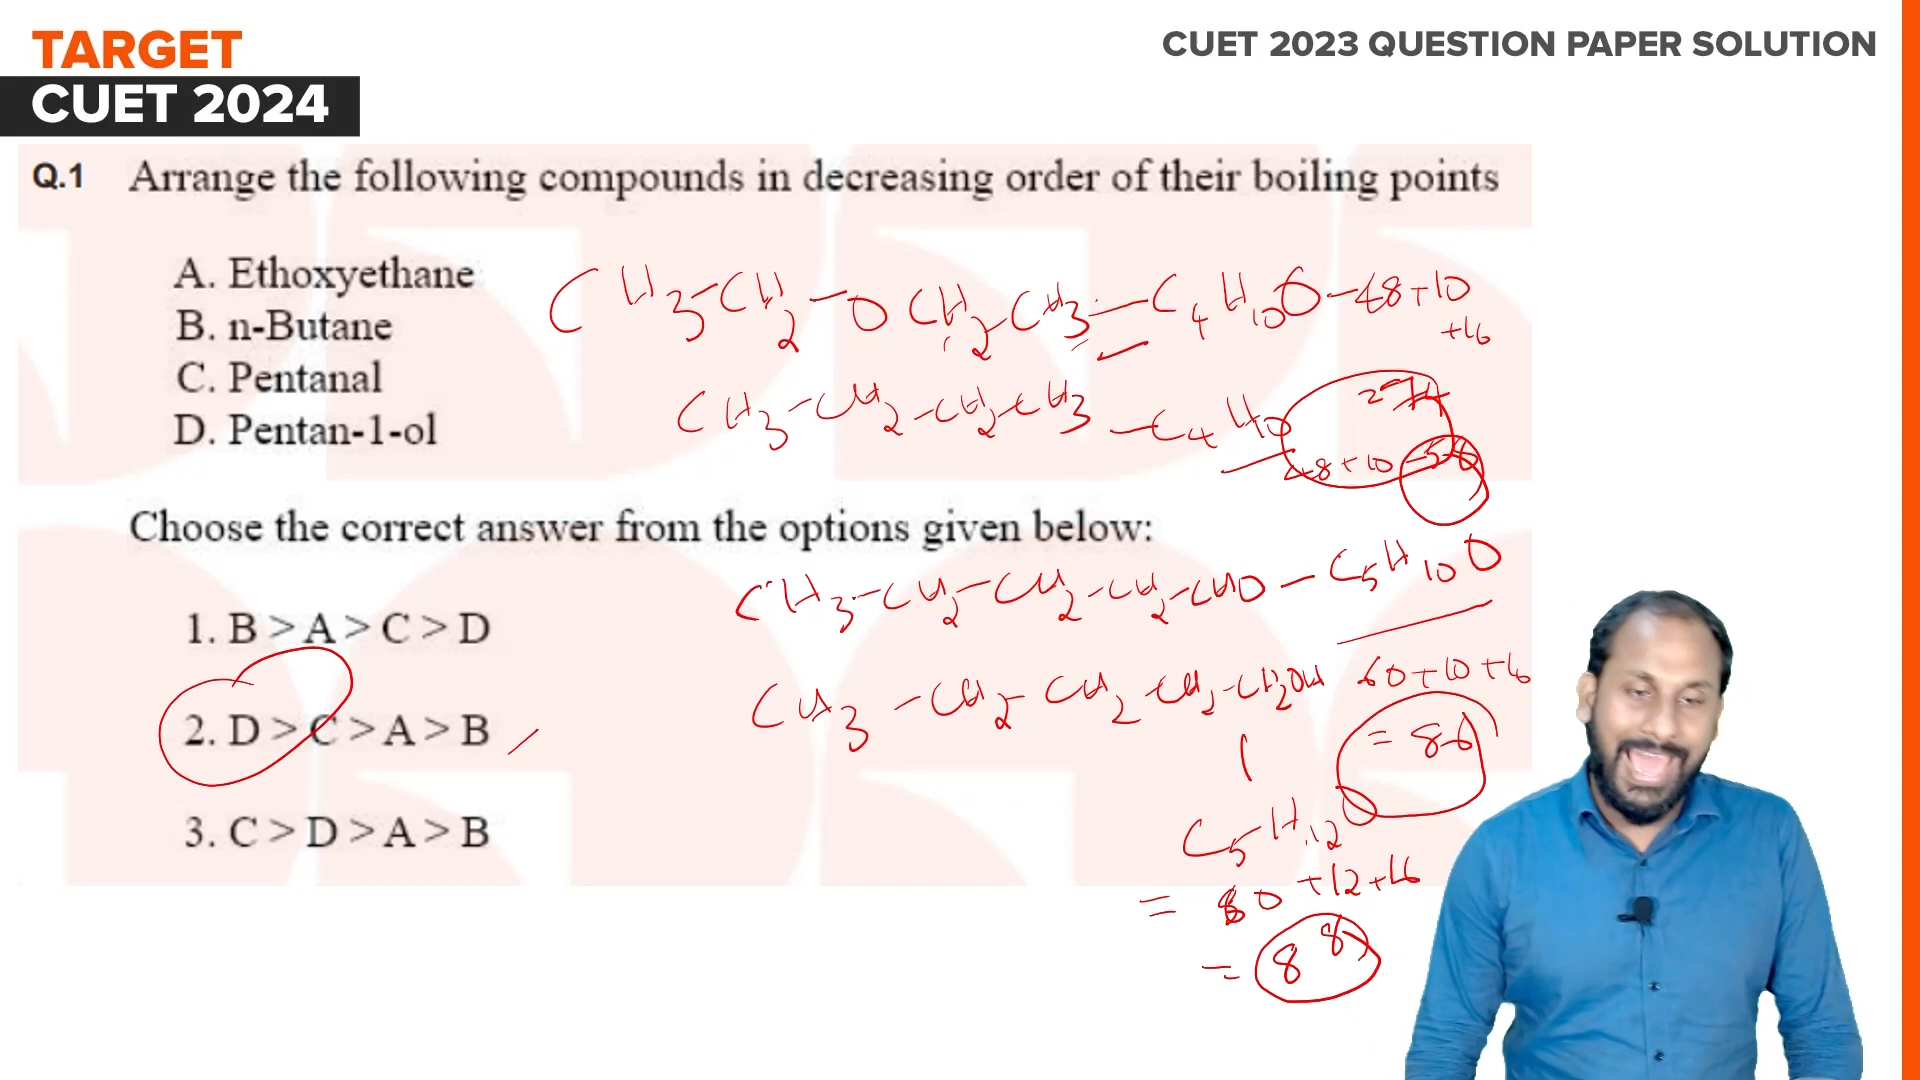 TARGET
CUET 2024
CUET 2023 QUESTION PAPER SOLUTION
Q.1 Arrange the following compounds in decreasing order of their boiling points
A. Ethoxyethane
B. n-Butane
C. Pentanal
D. Pentan-1-ol
CH3-CH2-O CH2-CH3-C4H10O-48+10
+16
=74
CH3-CH2-CH2-CH3-C4H10
48+10=58
Choose the correct answer from the options given below:
CH3-CH2-CH2-CH2-CHO-C5H10O
60+10+16
=86
CH3-CH2-CH2-CH2-CH2OH
C5H12O
=60+12+16
=88
1. B > A > C > D
2. D > C > A > B
3. C > D > A > B